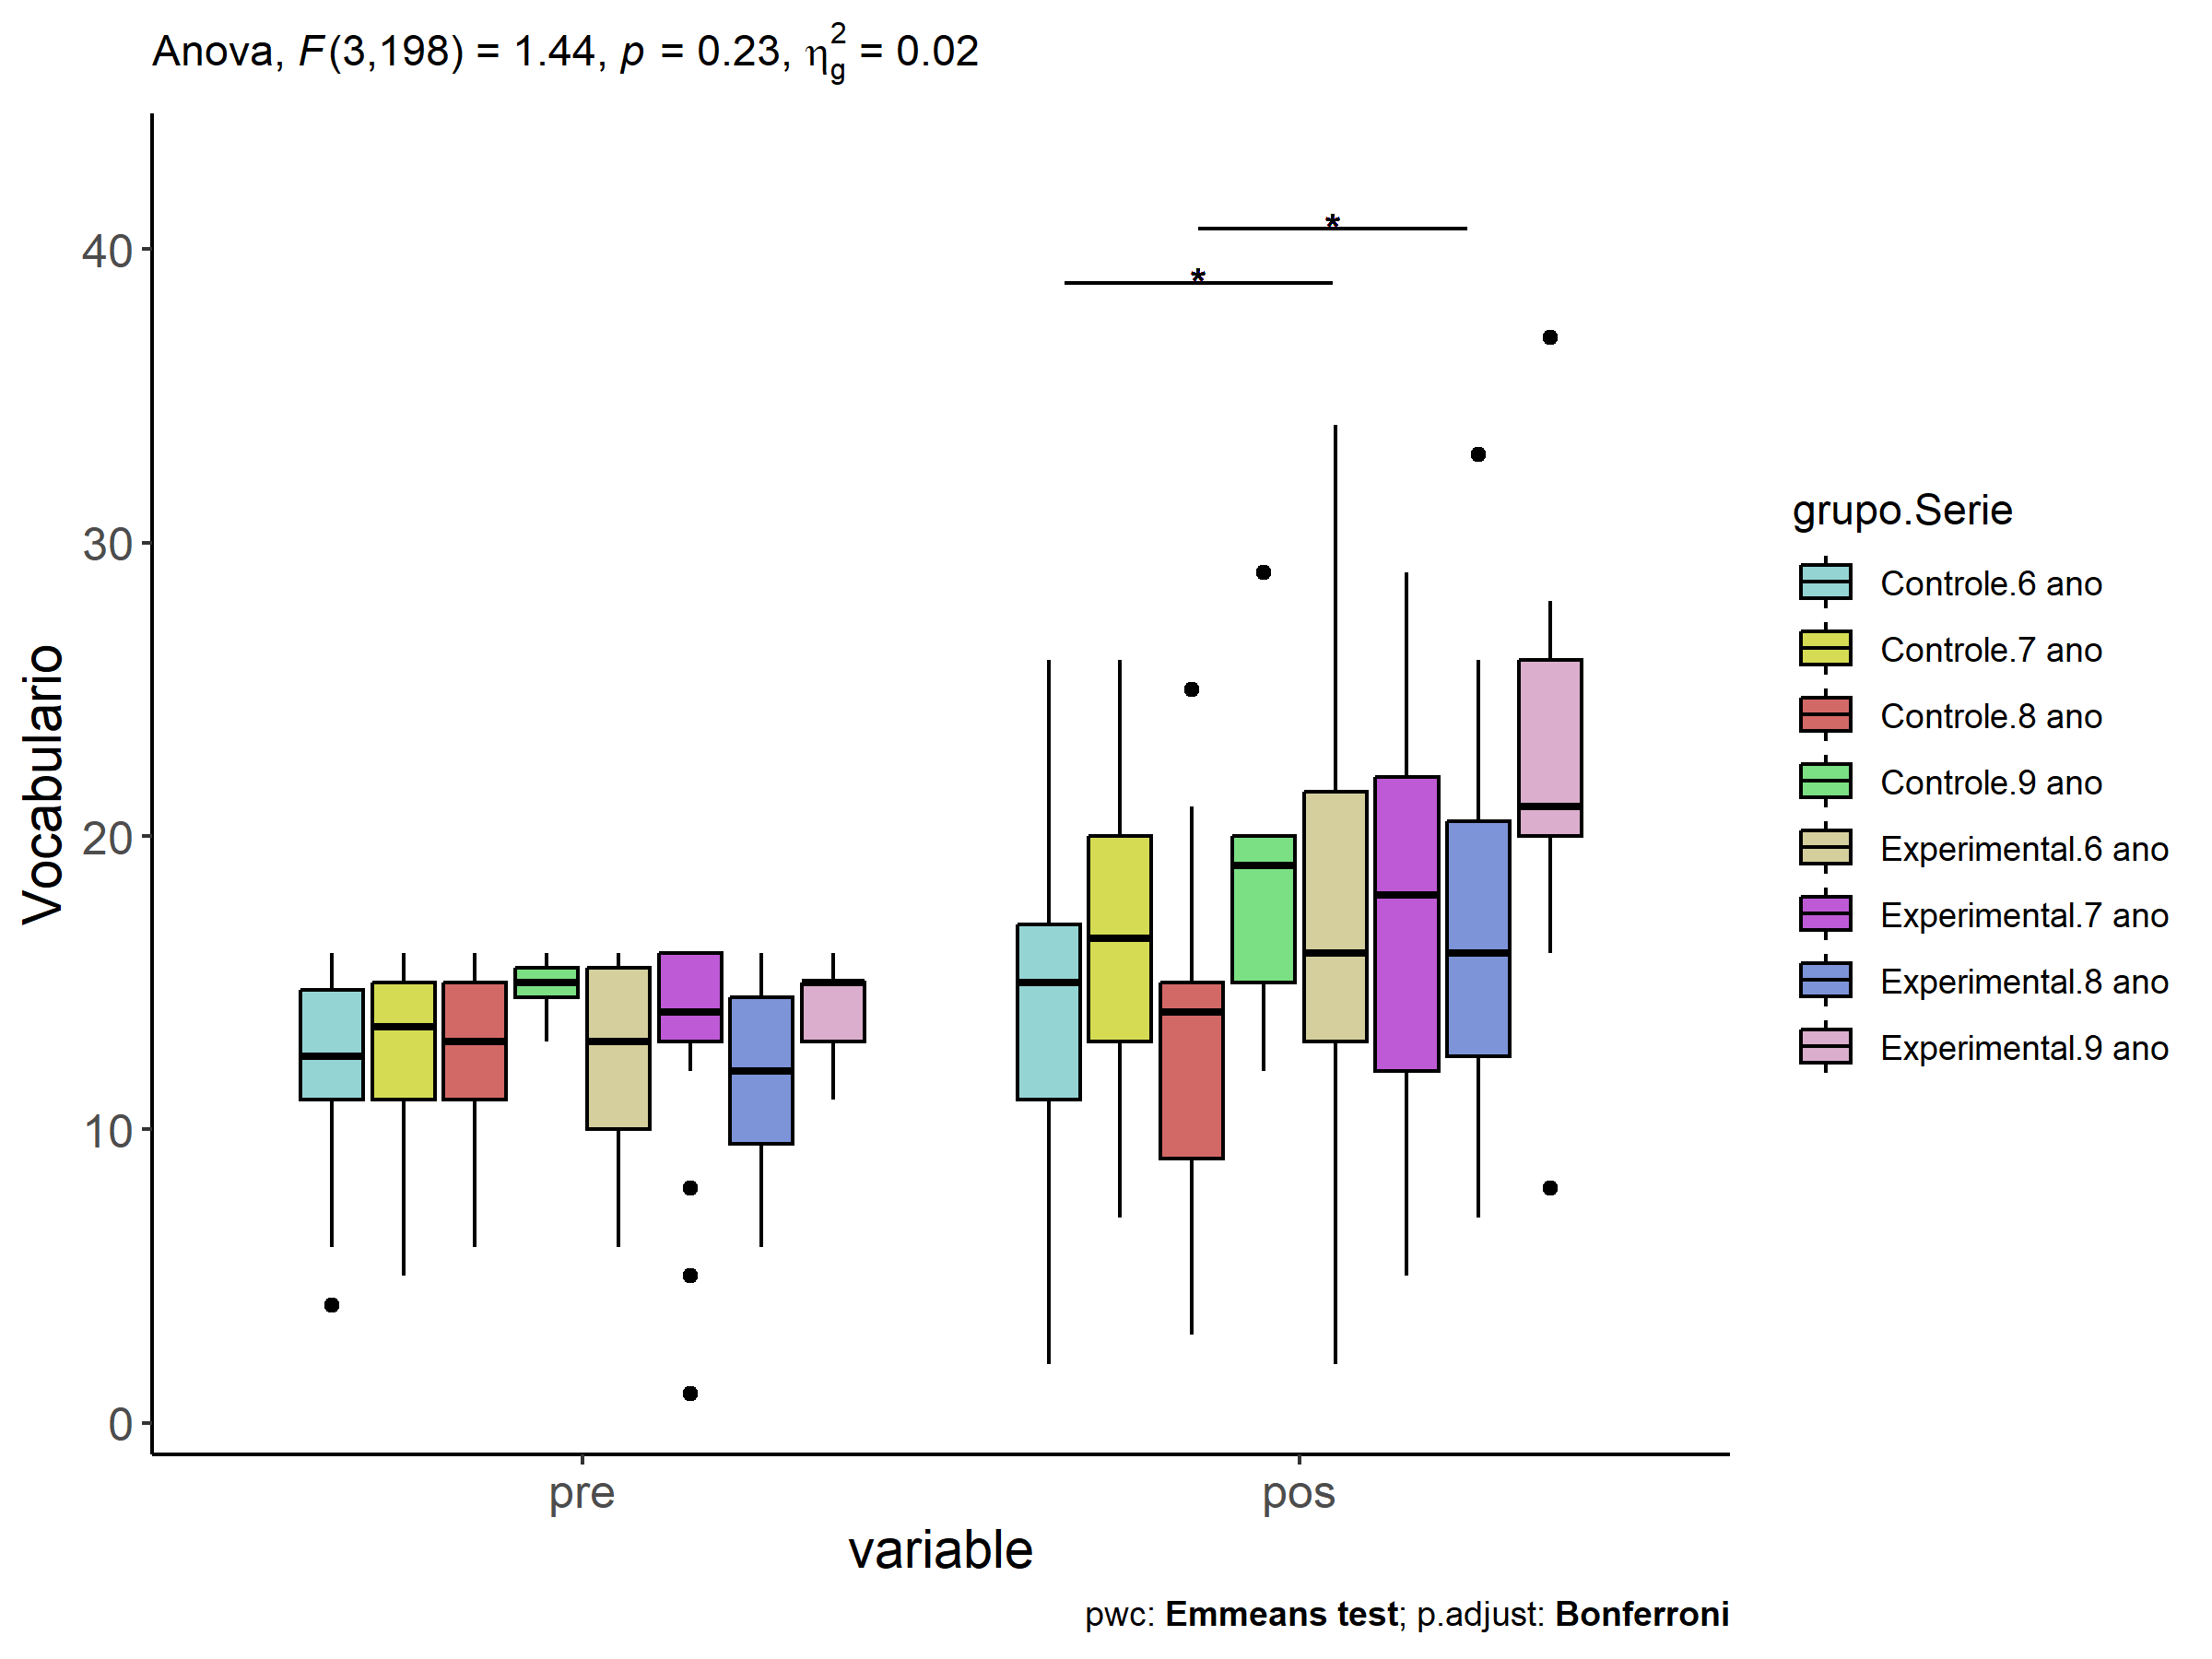 Anova, F(3,198) = 1.44, p = 0.23, η²g = 0.02
*
*
40
30
20
10
0
Vocabulario
pre
pos
variable
grupo.Serie
Controle.6 ano
Controle.7 ano
Controle.8 ano
Controle.9 ano
Experimental.6 ano
Experimental.7 ano
Experimental.8 ano
Experimental.9 ano
pwc: Emmeans test; p.adjust: Bonferroni